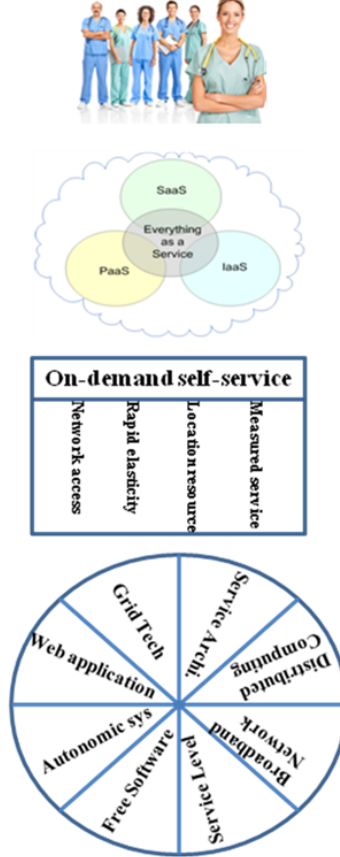 SaaS
Everything
as a
Service
PaaS
IaaS
On-demand self-service
Network access
Rapid elasticity
Location resource
Measured service
Grid Tech
Service Archi.
Web application
Distributed
Computing
Autonomic sys
Broadband
Network
Free Software
Service Level